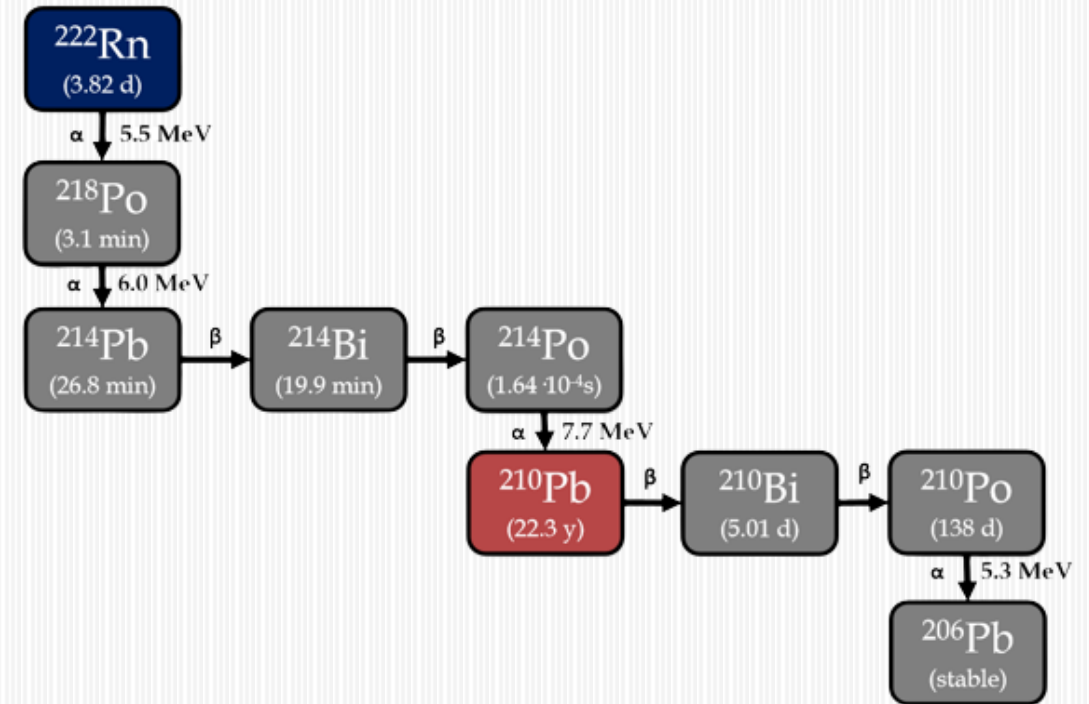 ²²²Rn
(3.82 d)
α 5.5 MeV
²¹⁸Po
(3.1 min)
α 6.0 MeV
²¹⁴Pb
(26.8 min)
β
²¹⁴Bi
(19.9 min)
β
²¹⁴Po
(1.64 ·10⁻⁴s)
α 7.7 MeV
²¹⁰Pb
(22.3 y)
β
²¹⁰Bi
(5.01 d)
β
²¹⁰Po
(138 d)
α 5.3 MeV
²⁰⁶Pb
(stable)